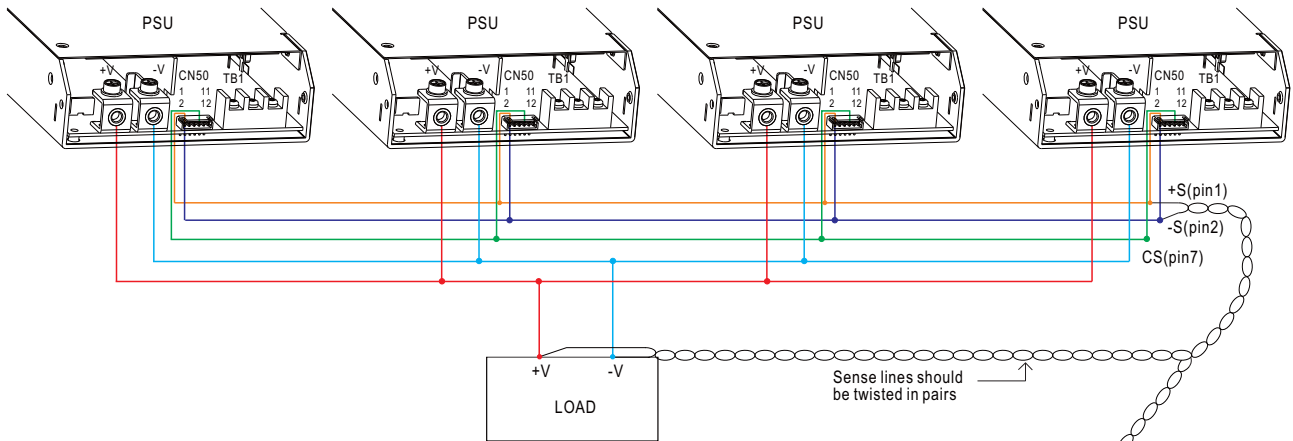 PSU PSU PSU PSU
+V -V CN50 TB1 +V -V CN50 TB1 +V -V CN50 TB1 +V -V CN50 TB1
1 11 1 11 1 11 1 11
2 12 2 12 2 12 2 12
+S(pin1)
-S(pin2)
CS(pin7)
+V -V
LOAD
Sense lines should
be twisted in pairs